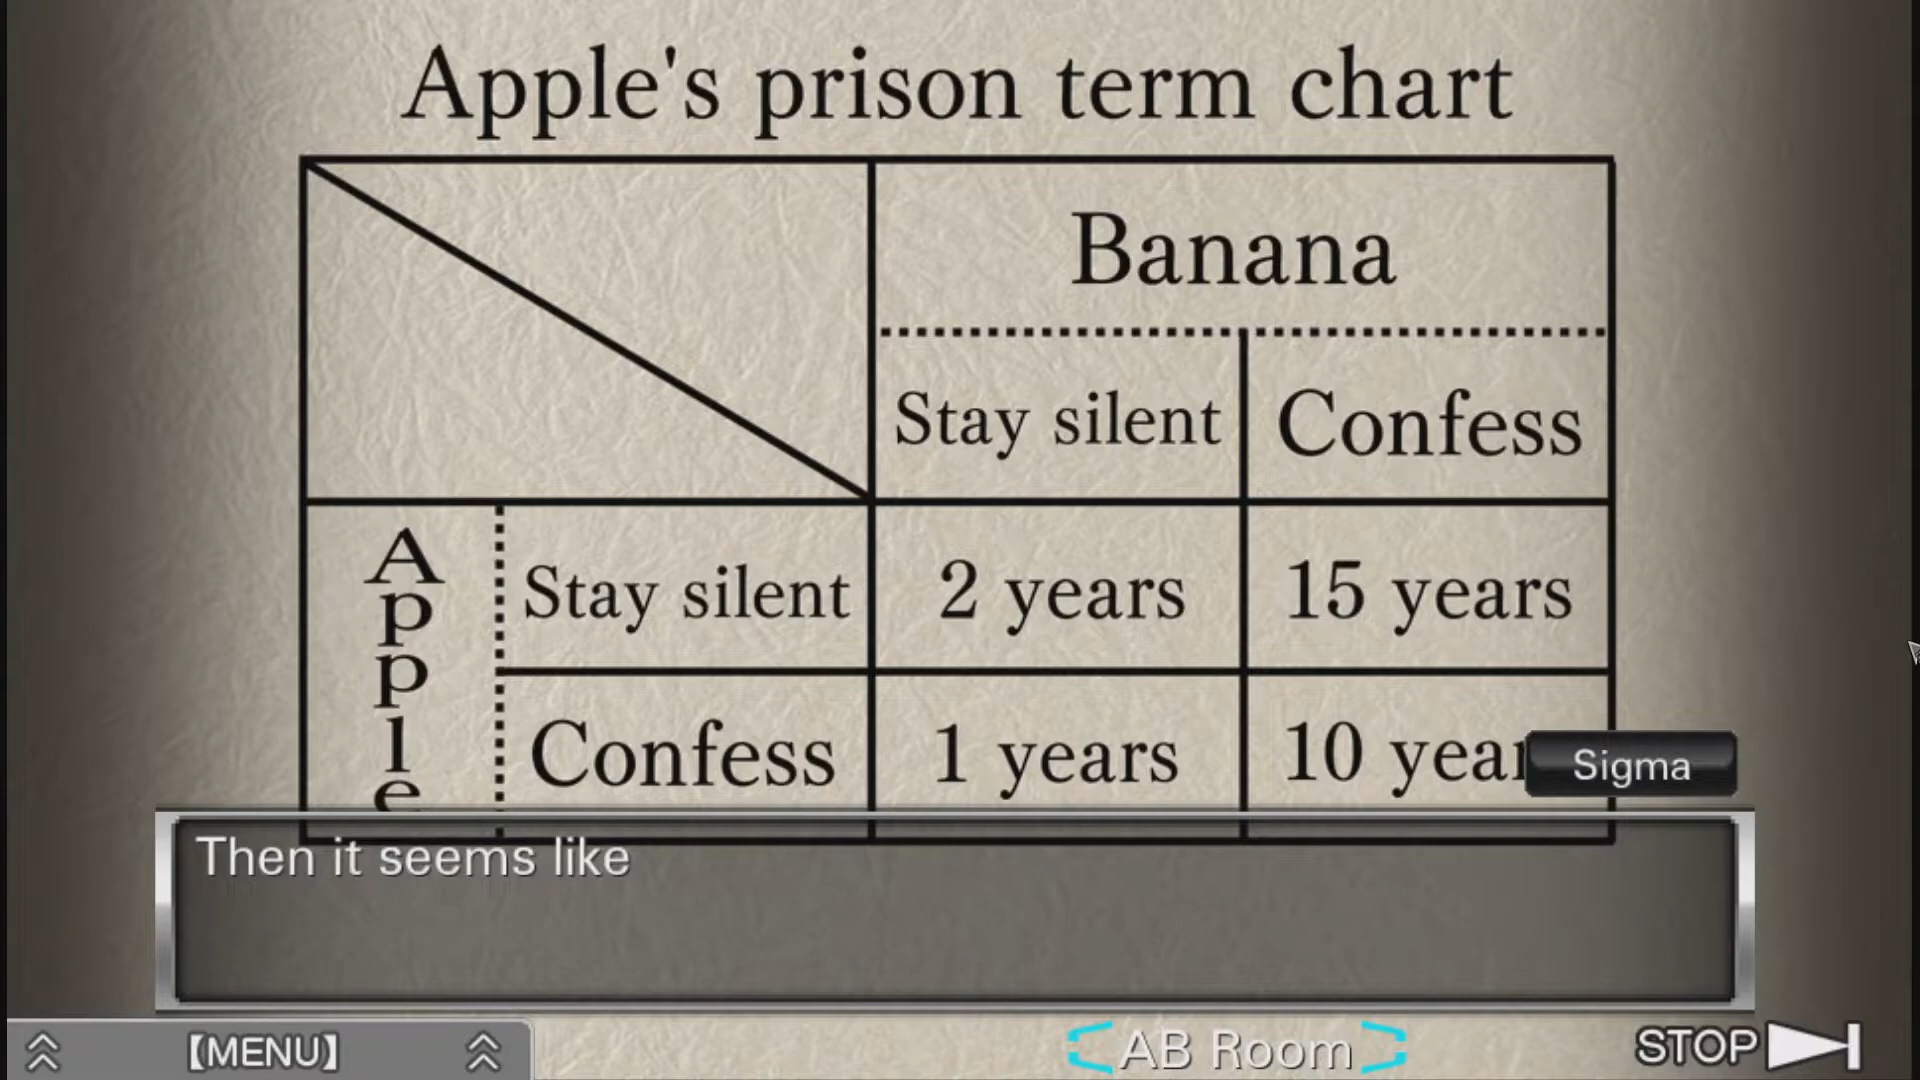 Apple's prison term chart
Banana
Stay silent Confess
Apple
Stay silent 2 years 15 years
Confess 1 years 10 year
Sigma
Then it seems like
【MENU】 AB Room STOP